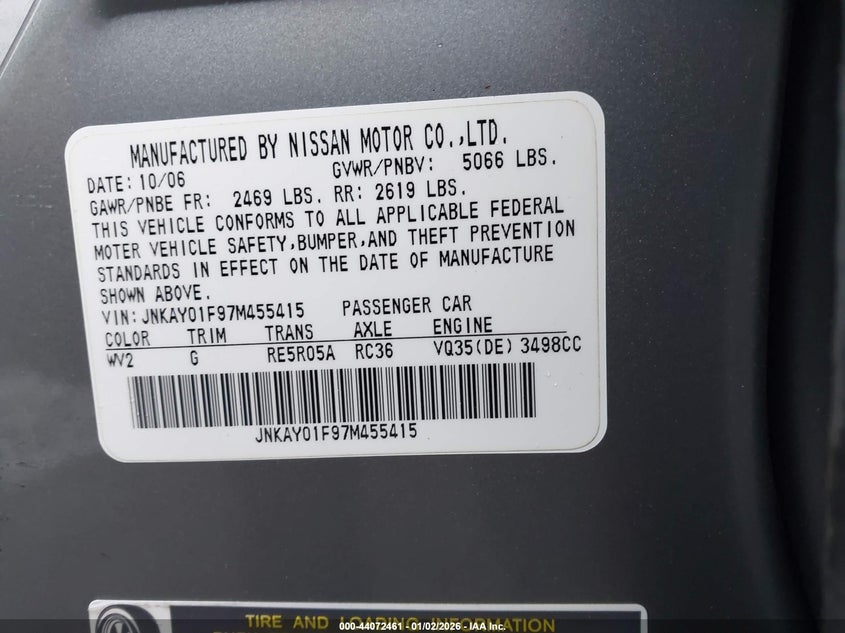 MANUFACTURED BY NISSAN MOTOR CO.,LTD.
DATE: 10/06 GVWR/PNBV: 5066 LBS.
GAWR/PNBE FR: 2469 LBS. RR: 2619 LBS.
THIS VEHICLE CONFORMS TO ALL APPLICABLE FEDERAL
MOTER VEHICLE SAFETY,BUMPER,AND THEFT PREVENTION
STANDARDS IN EFFECT ON THE DATE OF MANUFACTURE
SHOWN ABOVE.
VIN: JNKAY01F97M455415 PASSENGER CAR
COLOR TRIM TRANS AXLE ENGINE
WV2 G RE5R05A RC36 VQ35(DE) 3498CC
JNKAY01F97M455415
TIRE AND LOADING INFORMATION
000-44072461 - 01/02/2026 - IAA Inc.